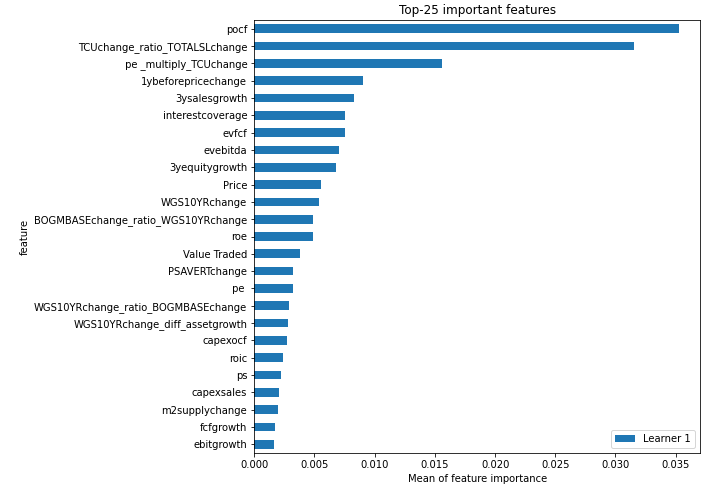 Top-25 important features
pocf
TCUchange_ratio_TOTALSLchange
pe _multiply_TCUchange
1ybeforepricechange
3ysalesgrowth
interestcoverage
evfcf
evebitda
3yequitygrowth
Price
WGS10YRchange
BOGMBASEchange_ratio_WGS10YRchange
roe
Value Traded
PSAVERTchange
pe
WGS10YRchange_ratio_BOGMBASEchange
WGS10YRchange_diff_assetgrowth
capexocf
roic
ps
capexsales
m2supplychange
fcfgrowth
ebitgrowth
feature
Learner 1
0.000 0.005 0.010 0.015 0.020 0.025 0.030 0.035
Mean of feature importance